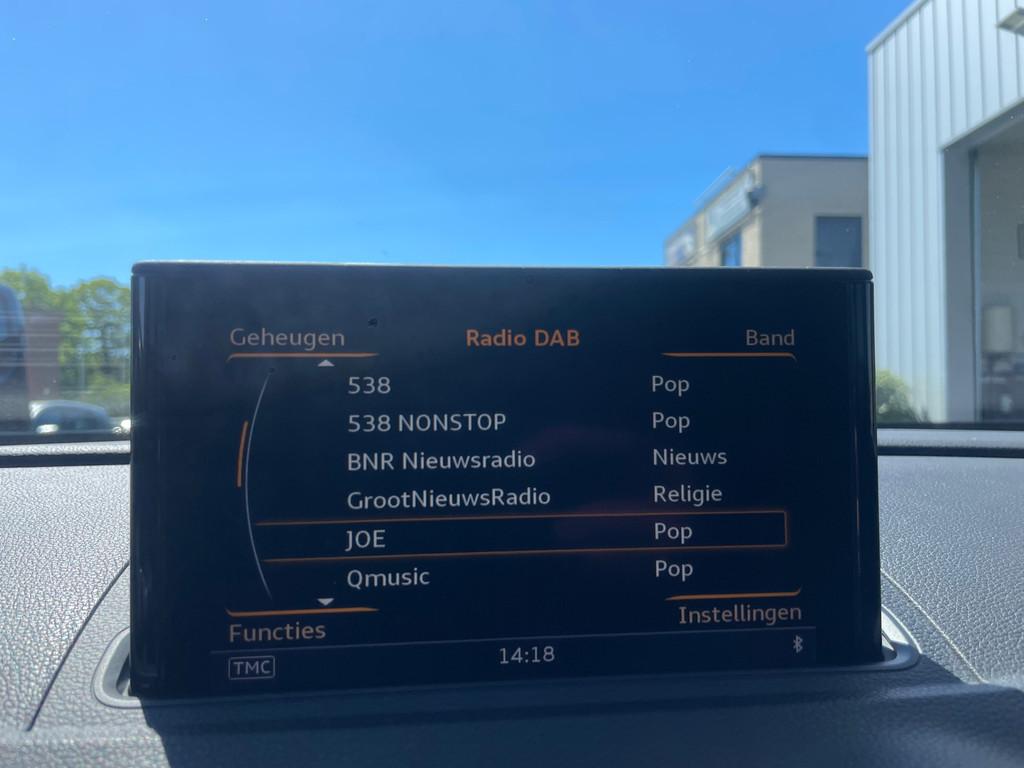 Geheugen Radio DAB Band
538 Pop
538 NONSTOP Pop
BNR Nieuwsradio Nieuws
GrootNieuwsRadio Religie
JOE Pop
Qmusic Pop
Functies Instellingen
TMC 14:18